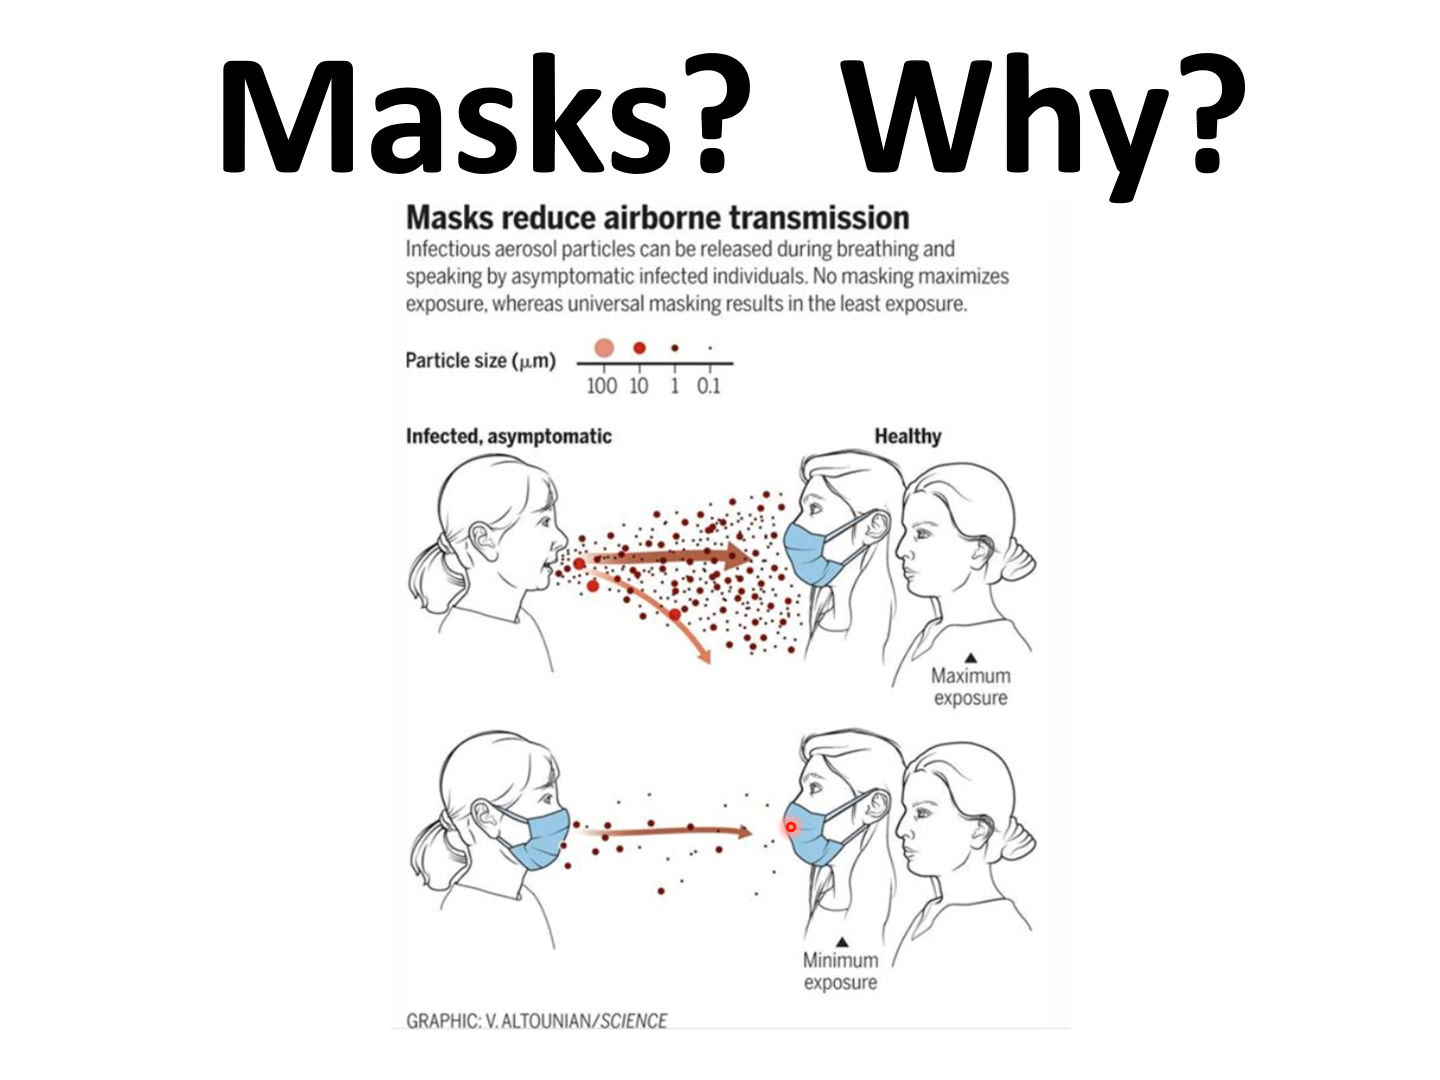 Masks?  Why?
Masks reduce airborne transmission
Infectious aerosol particles can be released during breathing and
speaking by asymptomatic infected individuals. No masking maximizes
exposure, whereas universal masking results in the least exposure.
Particle size (μm)
100 10 1 0.1
Infected, asymptomatic
Healthy
Maximum
exposure
Minimum
exposure
GRAPHIC: V. ALTOUNIAN/SCIENCE